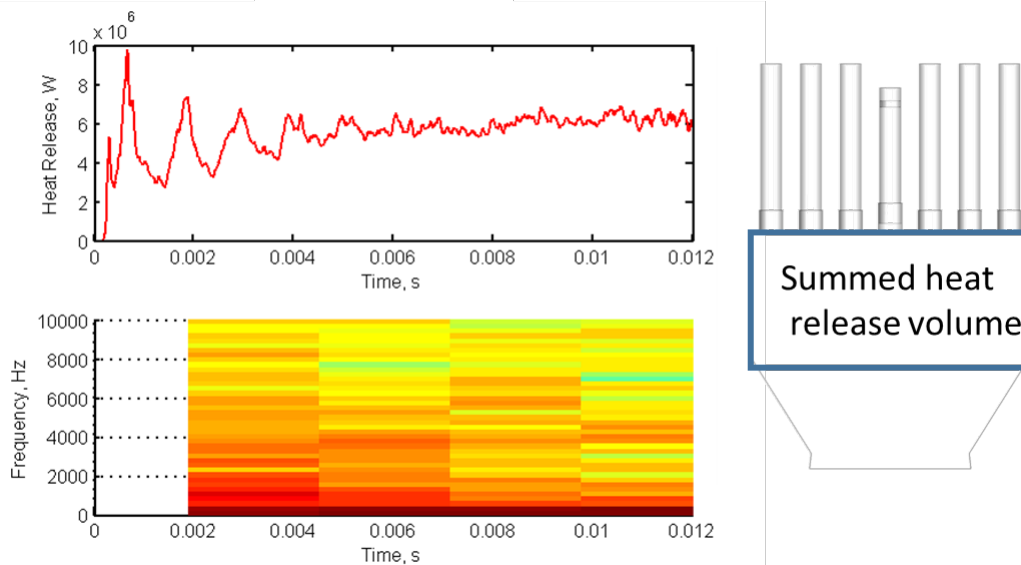 × 10⁶
10
8
6
4
2
0
Heat Release, W
0 0.002 0.004 0.006 0.008 0.01 0.012
Time, s
10000
8000
6000
4000
2000
0
Frequency, Hz
0 0.002 0.004 0.006 0.008 0.01 0.012
Time, s
Summed heat
release volume